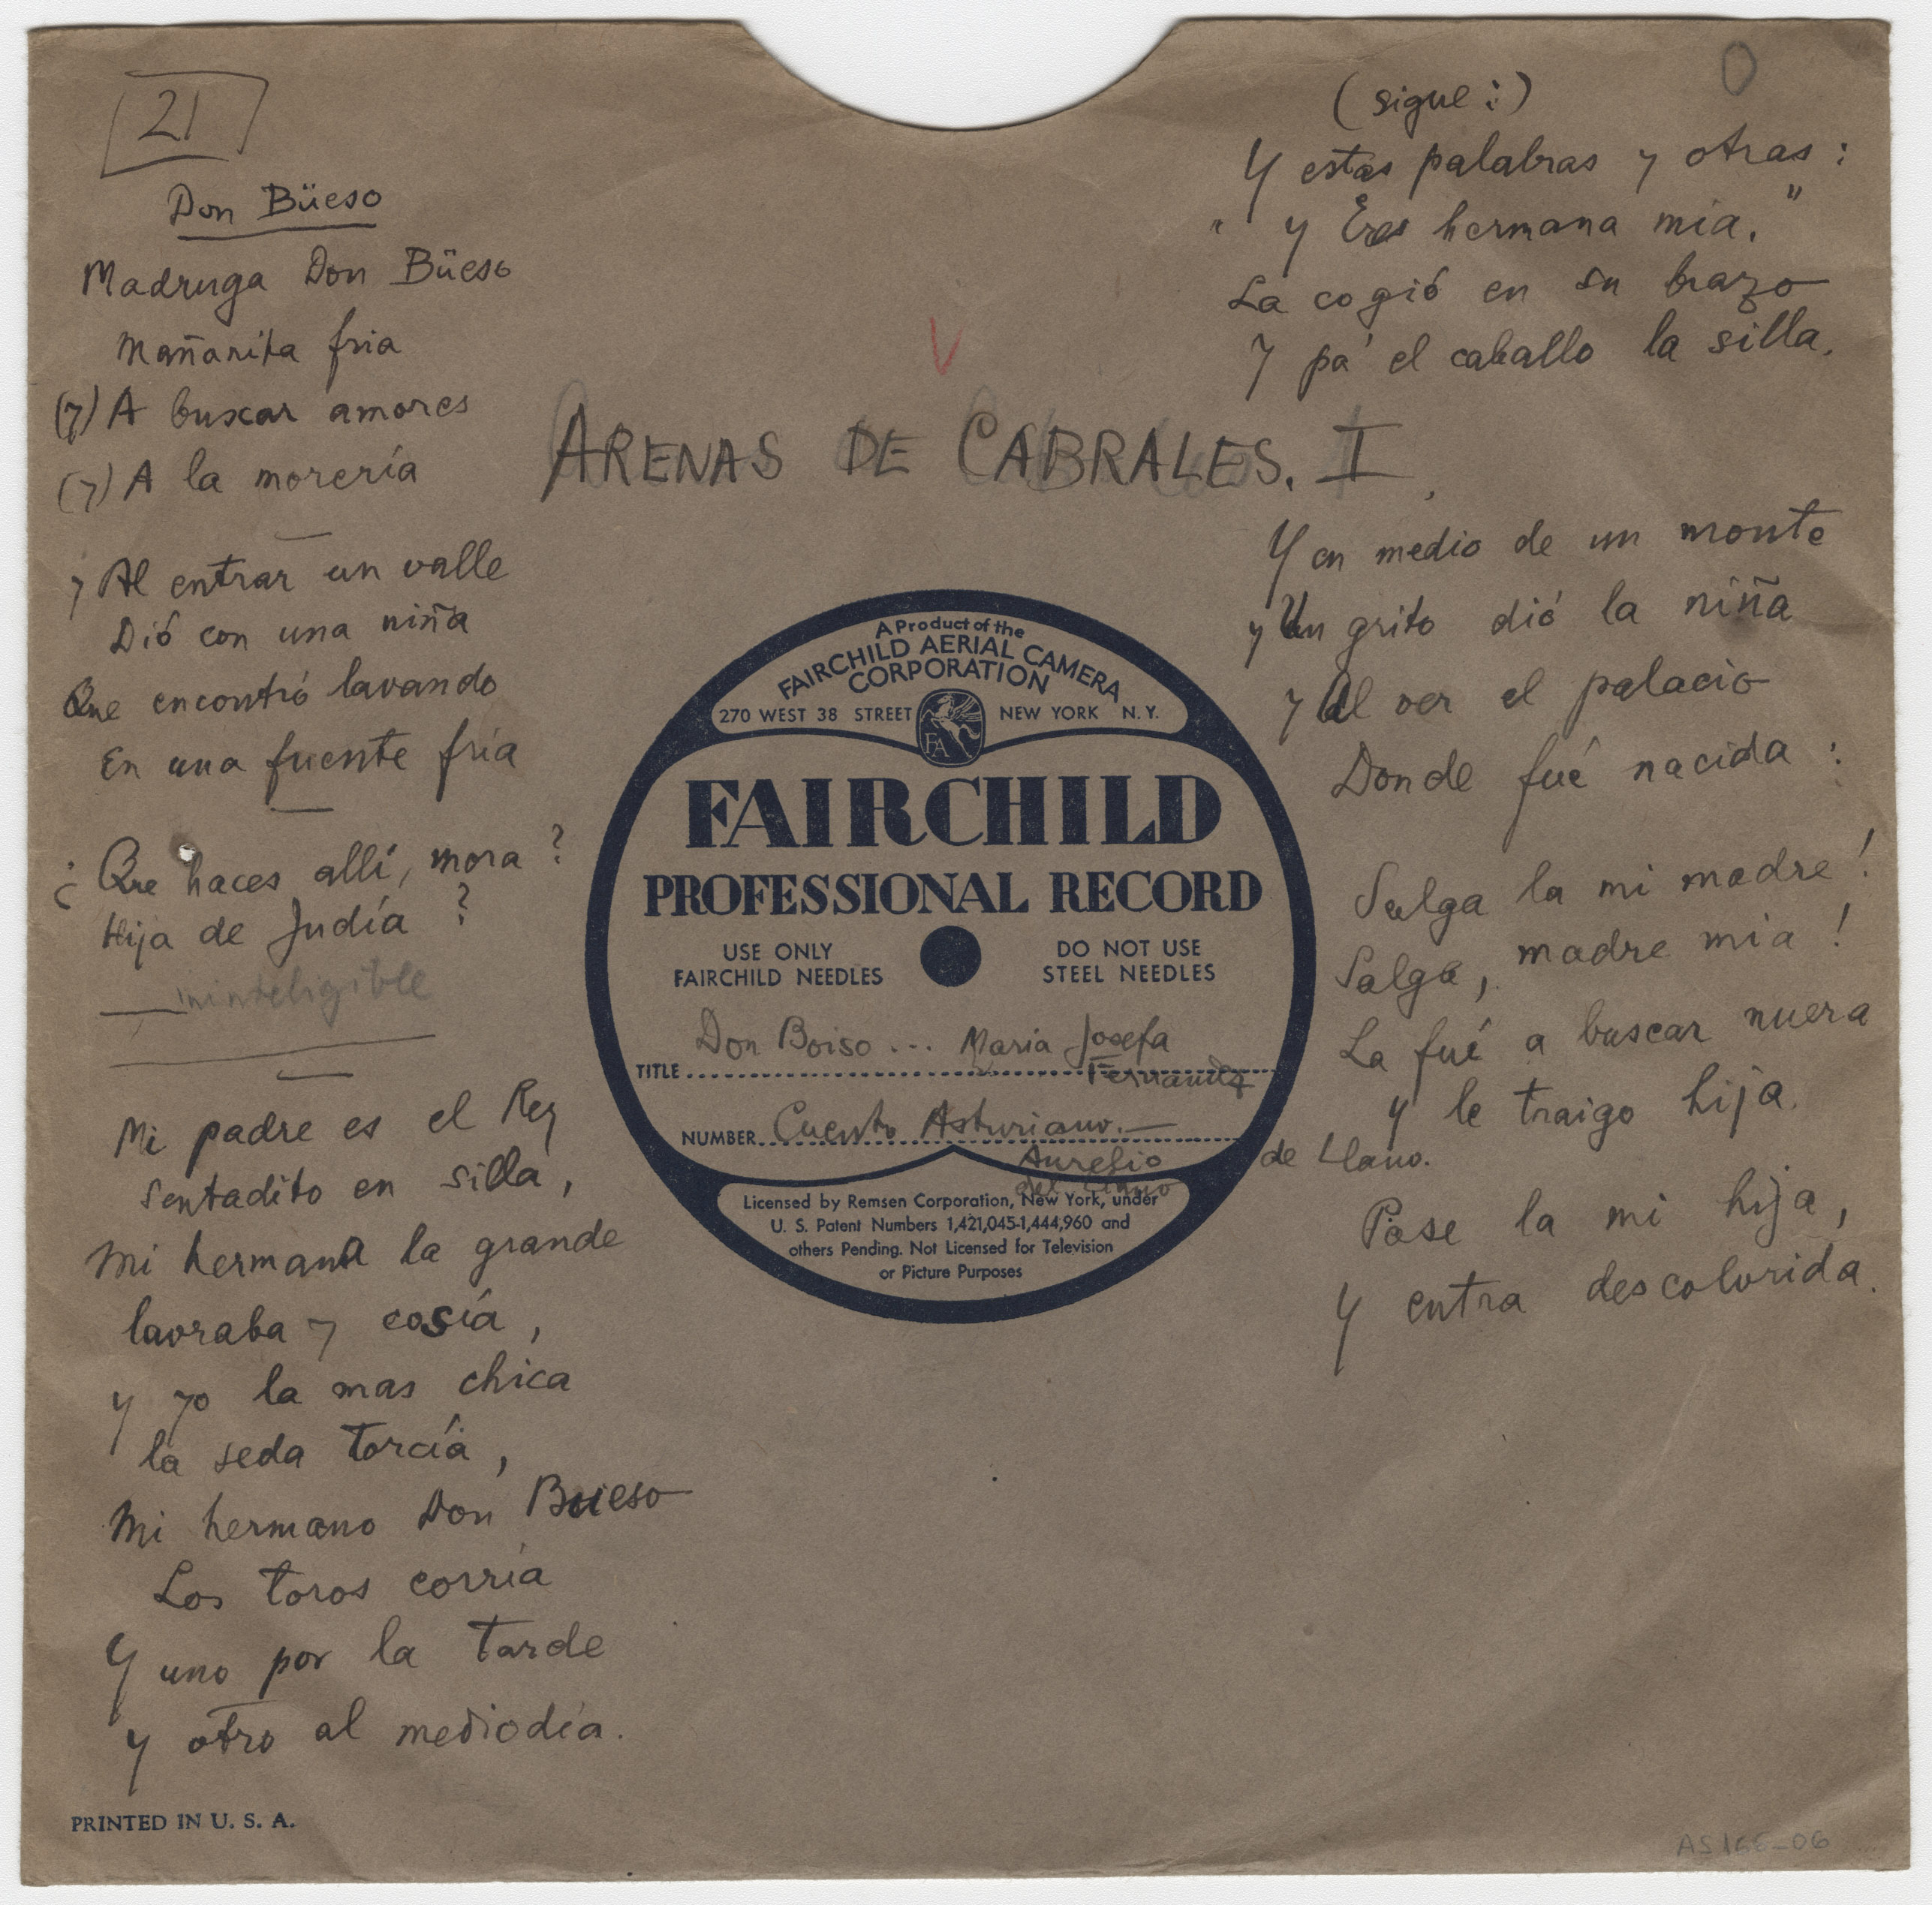 21
Don Büeso
Madruga Don Büeso
Mañanita fria
(y) A buscar amores
(y) A la morería
y Al entrar un valle
Dió con una niña
Que encontró lavando
En una fuente fria
¿ Que haces allí, mora ?
Hija de Judía ?
ininteligible
Mi padre es el Rey
Sentadito en silla,
Mi hermana la grande
lavraba y cosía,
y yo la mas chica
la seda torcía,
Mi hermano Don Bueso
Los toros corría
Y uno por la tarde
y otro al mediodía.
PRINTED IN U. S. A.
ARENAS DE CABRALES. I
A Product of the
FAIRCHILD AERIAL CAMERA
CORPORATION
270 WEST 38 STREET NEW YORK N.Y.
FA
FAIRCHILD
PROFESSIONAL RECORD
USE ONLY
FAIRCHILD NEEDLES
DO NOT USE
STEEL NEEDLES
TITLE Don Boiso ... Maria Josefa
Fernandez
NUMBER Cuento Asturiano.—
Aurelio de Llano.
del Llano
Licensed by Remsen Corporation, New York, under
U. S. Patent Numbers 1,421,045-1,444,960 and
others Pending. Not Licensed for Television
or Picture Purposes
O
(sigue:)
Y estas palabras y otras:
" y Eres hermana mia."
La cogió en su brazo
y pa' el caballo la silla.
Y en medio de un monte
y Un grito dió la niña
y Al ver el palacio
Donde fué nacida:
Salga la mi madre!
Salga, madre mia!
La fuí a buscar nuera
y le traigo hija.
Pase la mi hija,
Y entra descolorida.